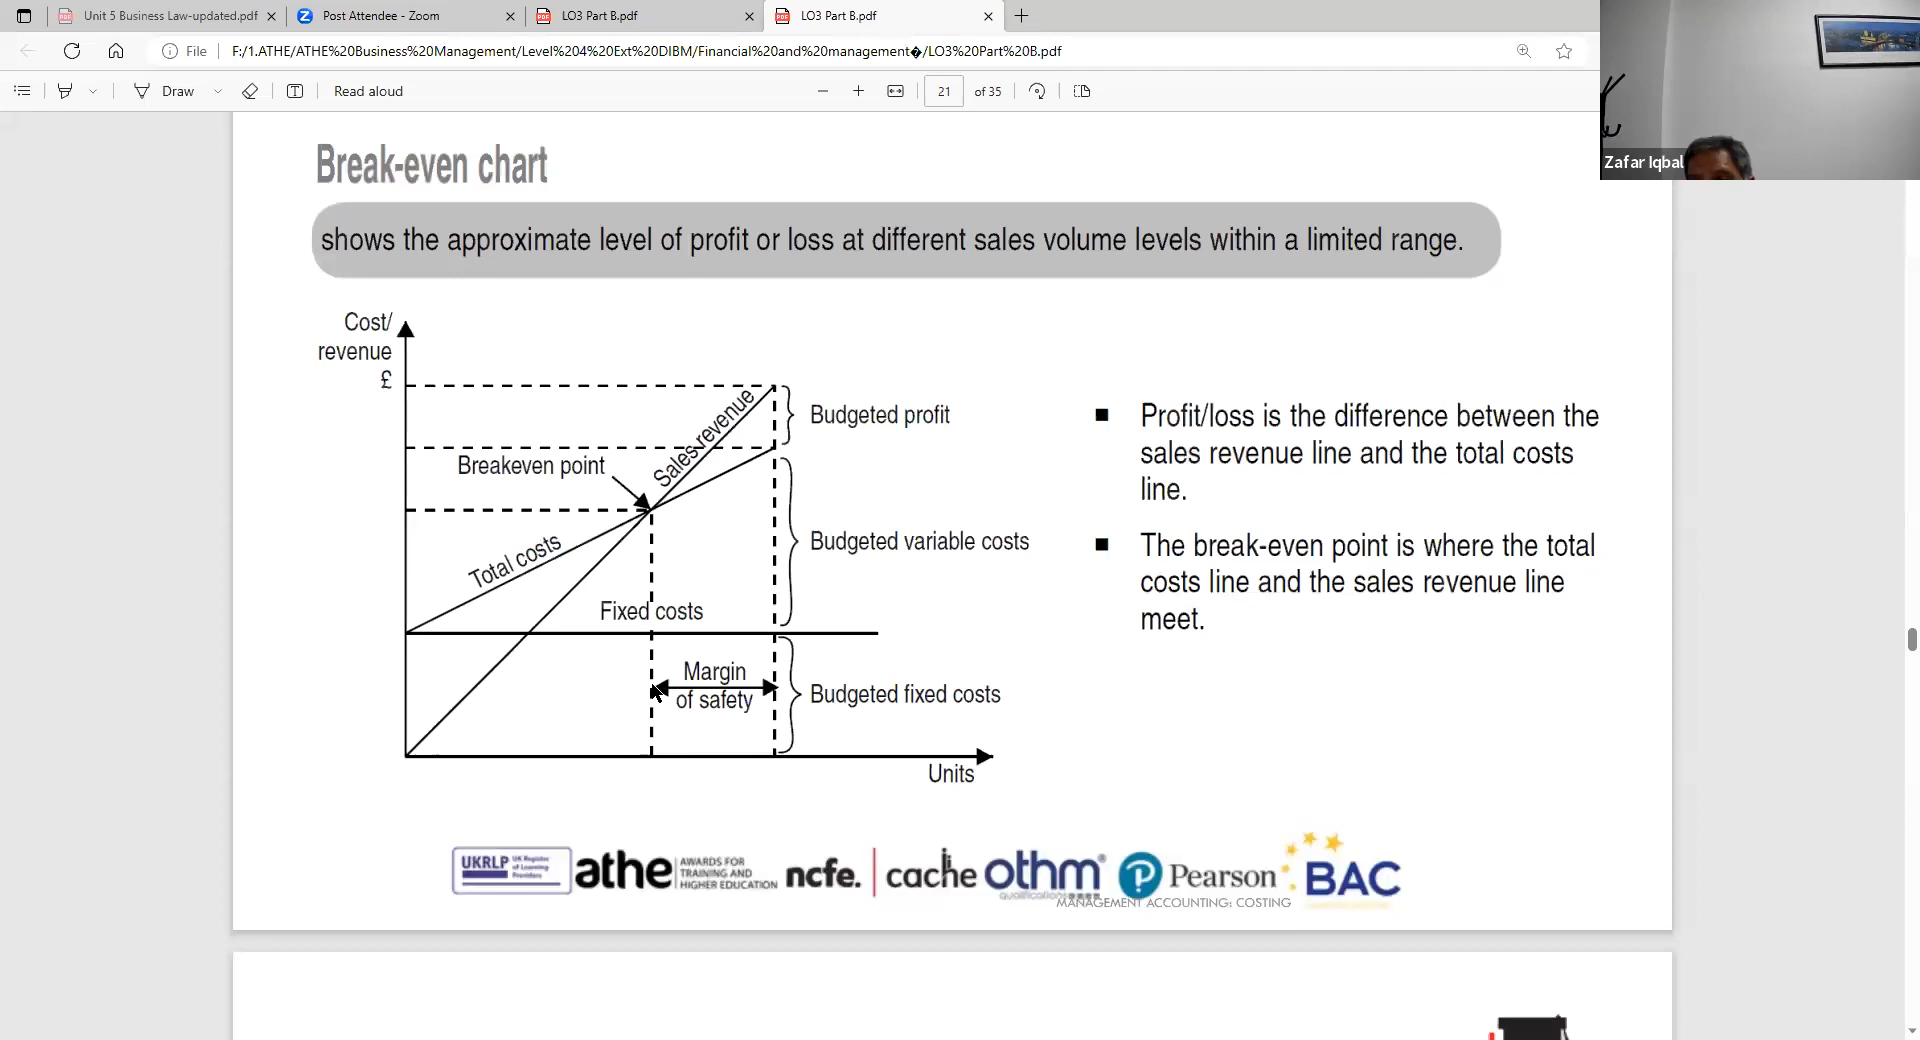 Unit 5 Business Law-updated.pdf
Post Attendee - Zoom
LO3 Part B.pdf
LO3 Part B.pdf
File
F:/1.ATHE/ATHE%20Business%20Management/Level%204%20Ext%20DIBM/Financial%20and%20management�/LO3%20Part%20B.pdf
Draw
Read aloud
21
of 35
Zafar Iqbal
Break-even chart
shows the approximate level of profit or loss at different sales volume levels within a limited range.
Cost/
revenue
£
Sales revenue
Budgeted profit
Breakeven point
Total costs
Budgeted variable costs
Fixed costs
Margin
of safety
Budgeted fixed costs
Units
■ Profit/loss is the difference between the
sales revenue line and the total costs
line.
■ The break-even point is where the total
costs line and the sales revenue line
meet.
UKRLP
UK Register
of Learning
Providers
athe
AWARDS FOR
TRAINING AND
HIGHER EDUCATION
ncfe.
cache
othm
qualifications
P Pearson
BAC
MANAGEMENT ACCOUNTING: COSTING